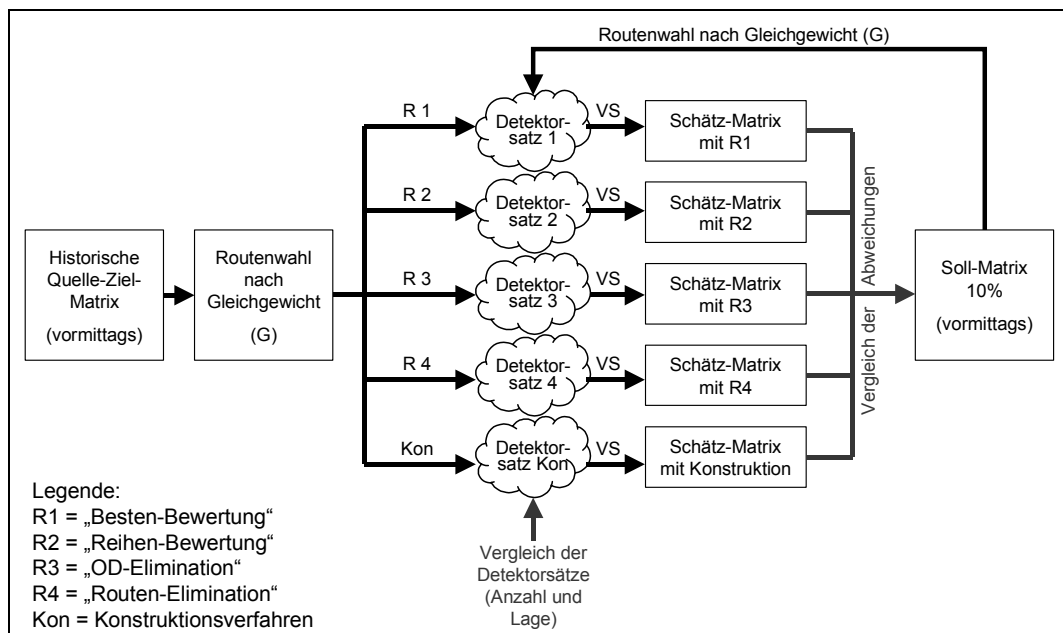 Routenwahl nach Gleichgewicht (G)
R 1
Detektor-
satz 1
VS
Schätz-Matrix
mit R1
R 2
Detektor-
satz 2
VS
Schätz-Matrix
mit R2
Historische
Quelle-Ziel-
Matrix
(vormittags)
Routenwahl
nach
Gleichgewicht
(G)
R 3
Detektor-
satz 3
VS
Schätz-Matrix
mit R3
Vergleich der Abweichungen
Soll-Matrix
10%
(vormittags)
R 4
Detektor-
satz 4
VS
Schätz-Matrix
mit R4
Kon
Detektor-
satz Kon
VS
Schätz-Matrix
mit Konstruktion
Legende:
R1 = „Besten-Bewertung“
R2 = „Reihen-Bewertung“
R3 = „OD-Elimination“
R4 = „Routen-Elimination“
Kon = Konstruktionsverfahren
Vergleich der
Detektorsätze
(Anzahl und
Lage)